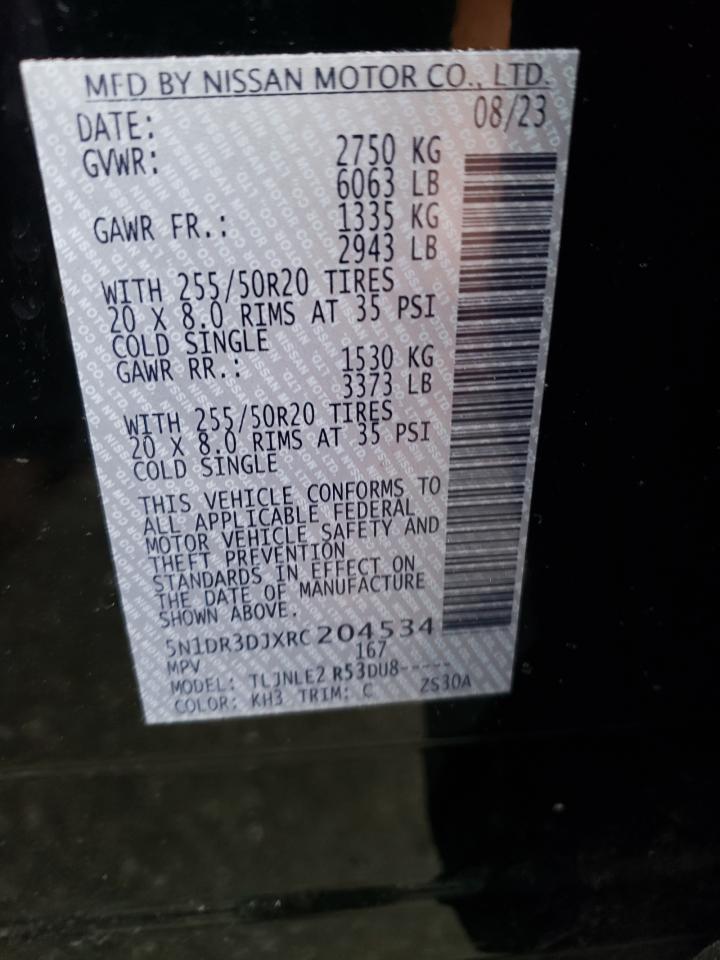 MFD BY NISSAN MOTOR CO., LTD.
DATE: 08/23
GVWR: 2750 KG
6063 LB
GAWR FR.: 1335 KG
2943 LB
WITH 255/50R20 TIRES
20 X 8.0 RIMS AT 35 PSI
COLD SINGLE
GAWR RR.: 1530 KG
3373 LB
WITH 255/50R20 TIRES
20 X 8.0 RIMS AT 35 PSI
COLD SINGLE
THIS VEHICLE CONFORMS TO
ALL APPLICABLE FEDERAL
MOTOR VEHICLE SAFETY AND
THEFT PREVENTION
STANDARDS IN EFFECT ON
THE DATE OF MANUFACTURE
SHOWN ABOVE.
5N1DR3DJXRC204534
MPV 167
MODEL: TLJNLE2 R53DU8-----
COLOR: KH3 TRIM: C ZS30A